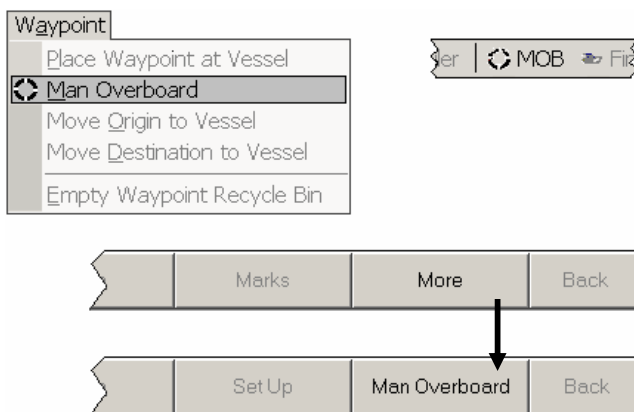 Waypoint
Place Waypoint at Vessel
Man Overboard
Move Origin to Vessel
Move Destination to Vessel
Empty Waypoint Recycle Bin
MOB
Marks More Back
Set Up Man Overboard Back